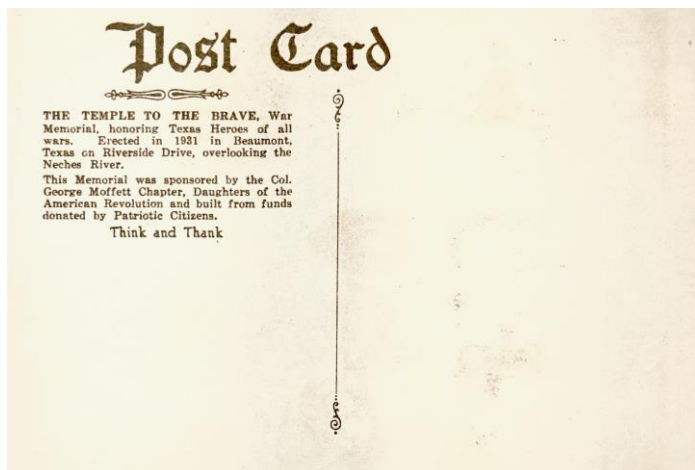 Post Card
THE TEMPLE TO THE BRAVE, War
Memorial, honoring Texas Heroes of all
wars. Erected in 1931 in Beaumont,
Texas on Riverside Drive, overlooking the
Neches River.
This Memorial was sponsored by the Col.
George Moffett Chapter, Daughters of the
American Revolution and built from funds
donated by Patriotic Citizens.
Think and Thank